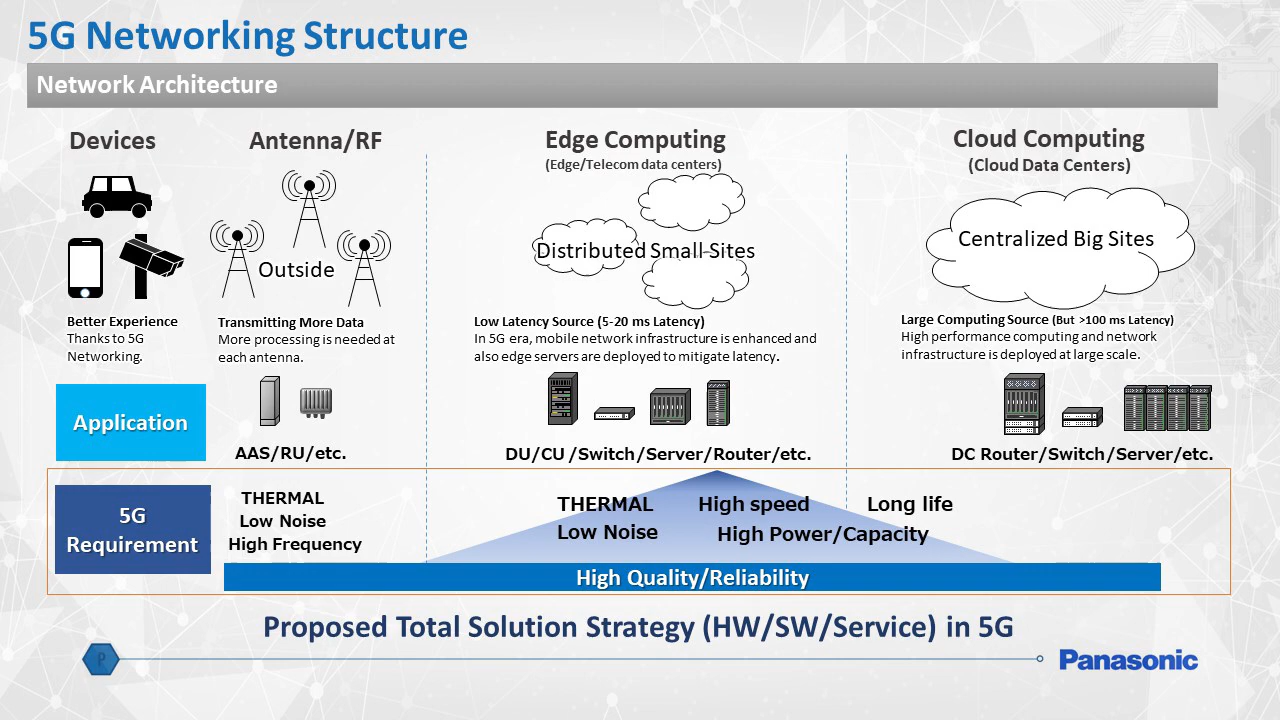 5G Networking Structure
Network Architecture
Devices
Antenna/RF
Edge Computing
(Edge/Telecom data centers)
Cloud Computing
(Cloud Data Centers)
Outside
Distributed Small Sites
Centralized Big Sites
Better Experience
Thanks to 5G
Networking.
Transmitting More Data
More processing is needed at
each antenna.
Low Latency Source (5-20 ms Latency)
In 5G era, mobile network infrastructure is enhanced and
also edge servers are deployed to mitigate latency.
Large Computing Source (But >100 ms Latency)
High performance computing and network
infrastructure is deployed at large scale.
Application
AAS/RU/etc.
DU/CU /Switch/Server/Router/etc.
DC Router/Switch/Server/etc.
5G
Requirement
THERMAL
Low Noise
High Frequency
THERMAL
High speed
Long life
Low Noise
High Power/Capacity
High Quality/Reliability
Proposed Total Solution Strategy (HW/SW/Service) in 5G
P
Panasonic